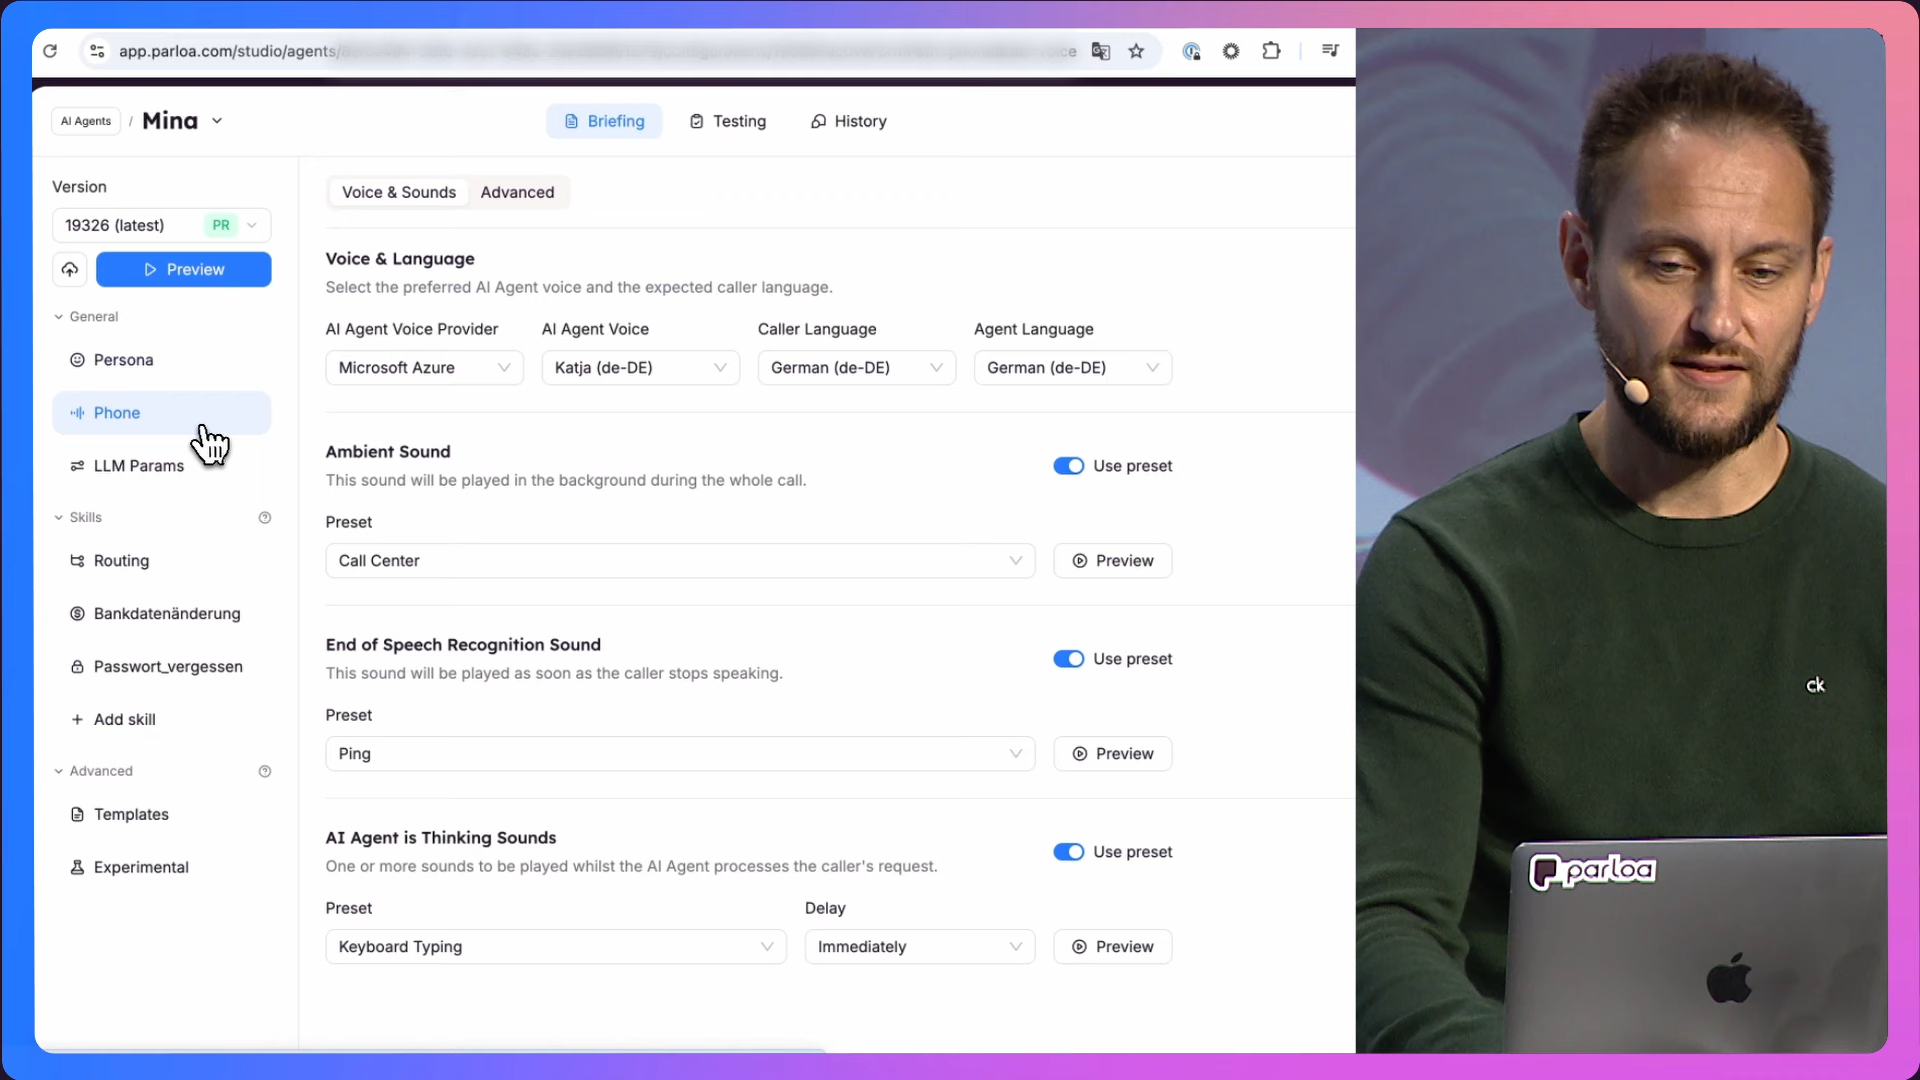 app.parloa.com/studio/agents/
voice
AI Agents / Mina
Briefing
Testing
History
Version
19326 (latest) PR
Preview
General
Persona
Phone
LLM Params
Skills
Routing
Bankdatenänderung
Passwort_vergessen
+ Add skill
Advanced
Templates
Experimental
Voice & Sounds
Advanced
Voice & Language
Select the preferred AI Agent voice and the expected caller language.
AI Agent Voice Provider AI Agent Voice Caller Language Agent Language
Microsoft Azure Katja (de-DE) German (de-DE) German (de-DE)
Ambient Sound
This sound will be played in the background during the whole call.
Use preset
Preset
Call Center Preview
End of Speech Recognition Sound
This sound will be played as soon as the caller stops speaking.
Use preset
Preset
Ping Preview
AI Agent is Thinking Sounds
One or more sounds to be played whilst the AI Agent processes the caller's request.
Use preset
Preset Delay
Keyboard Typing Immediately Preview
ck
parloa